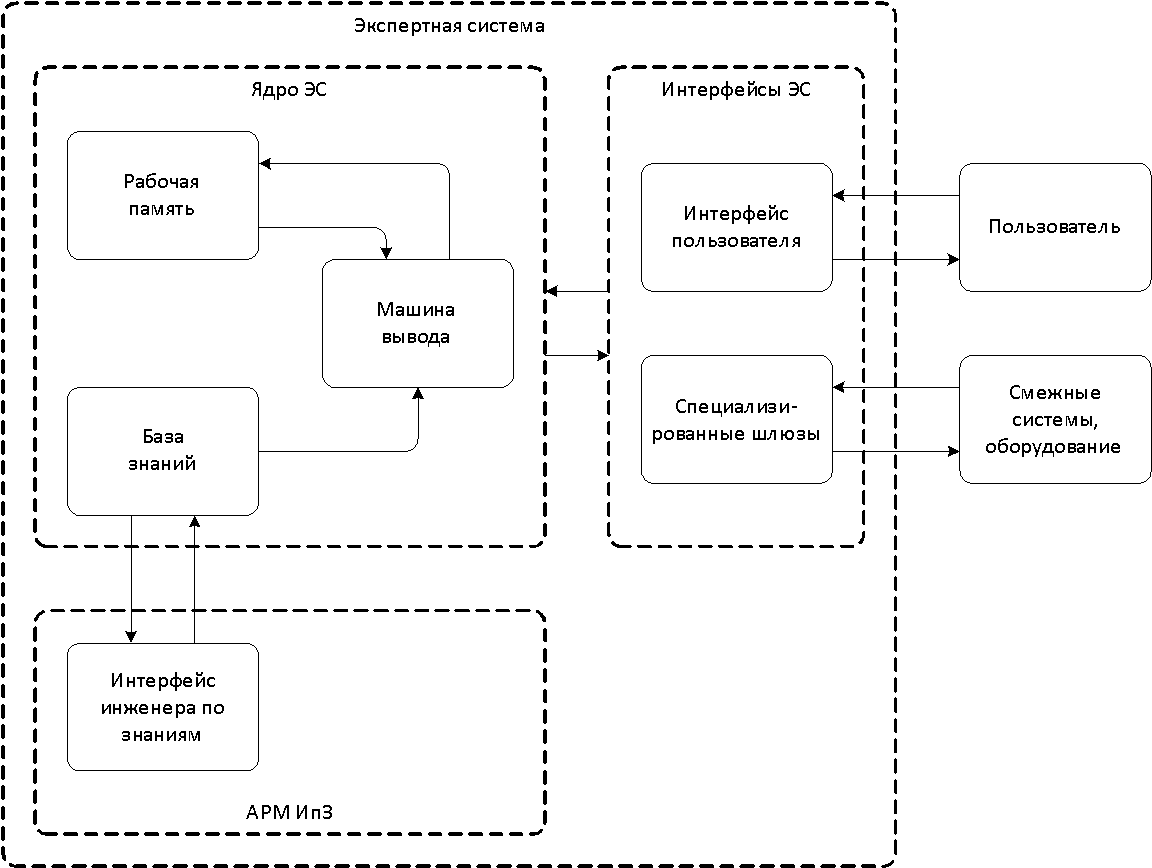 Экспертная система
Ядро ЭС
Рабочая
память
Машина
вывода
База
знаний
Интерфейсы ЭС
Интерфейс
пользователя
Специализи-
рованные шлюзы
Пользователь
Смежные
системы,
оборудование
Интерфейс
инженера по
знаниям
АРМ ИпЗ